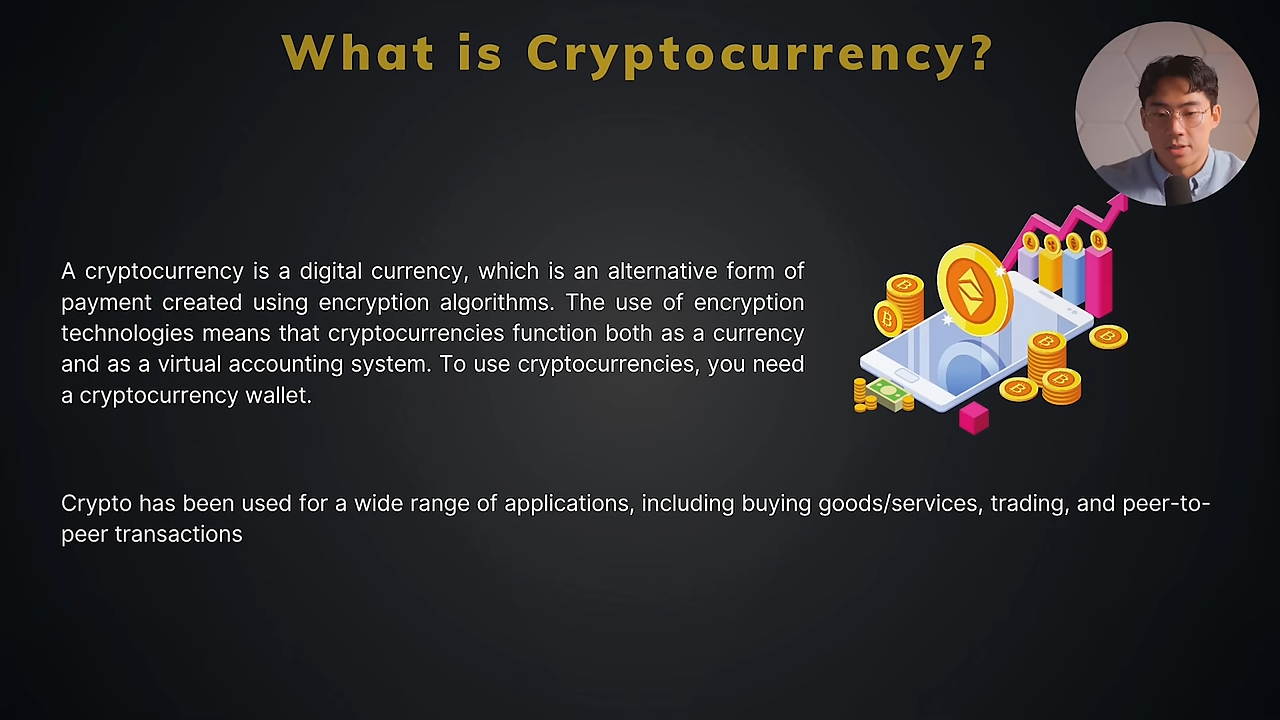 What is Cryptocurrency?
A cryptocurrency is a digital currency, which is an alternative form of
payment created using encryption algorithms. The use of encryption
technologies means that cryptocurrencies function both as a currency
and as a virtual accounting system. To use cryptocurrencies, you need
a cryptocurrency wallet.
Crypto has been used for a wide range of applications, including buying goods/services, trading, and peer-to-
peer transactions